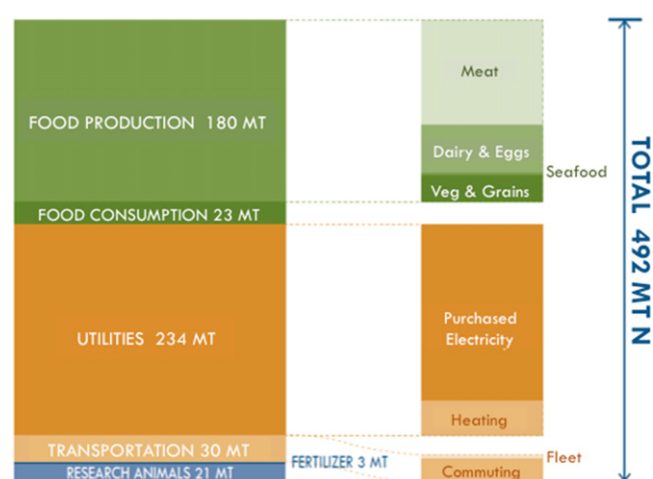 FOOD PRODUCTION 180 MT
FOOD CONSUMPTION 23 MT
UTILITIES 234 MT
TRANSPORTATION 30 MT
RESEARCH ANIMALS 21 MT
FERTILIZER 3 MT
Meat
Dairy & Eggs
Seafood
Veg & Grains
Purchased
Electricity
Heating
Fleet
Commuting
TOTAL 492 MT N